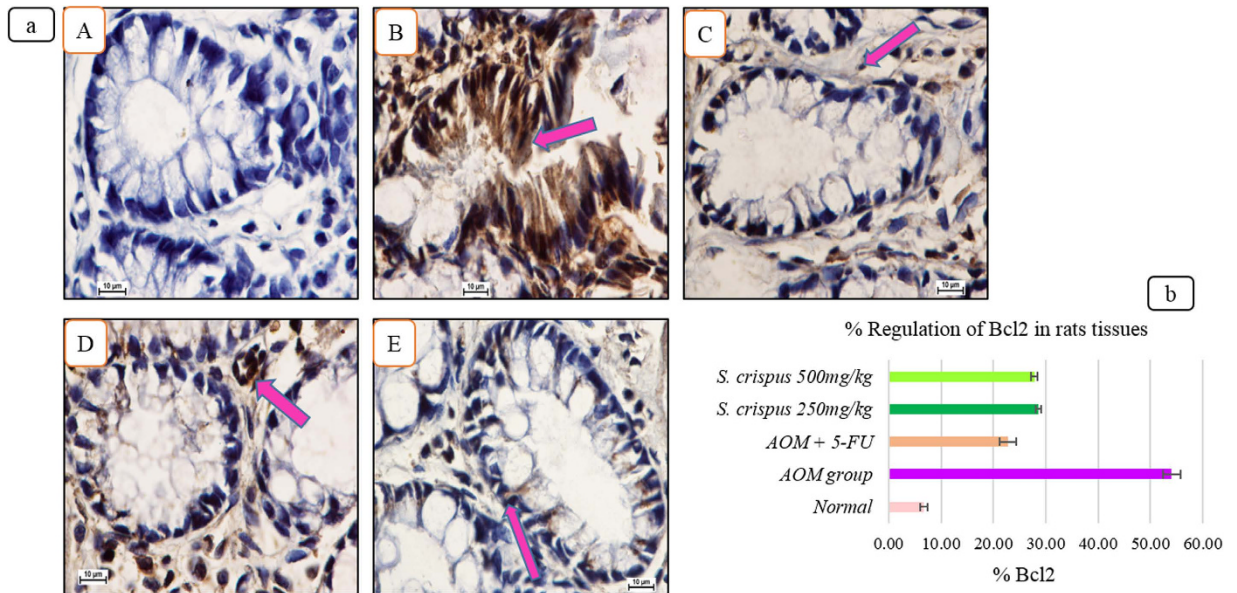 a
A
B
C
10 μm
10 μm
10 μm
D
E
10 μm
10 μm
b
% Regulation of Bcl2 in rats tissues
S. crispus 500mg/kg
S. crispus 250mg/kg
AOM + 5-FU
AOM group
Normal
0.00 10.00 20.00 30.00 40.00 50.00 60.00
% Bcl2